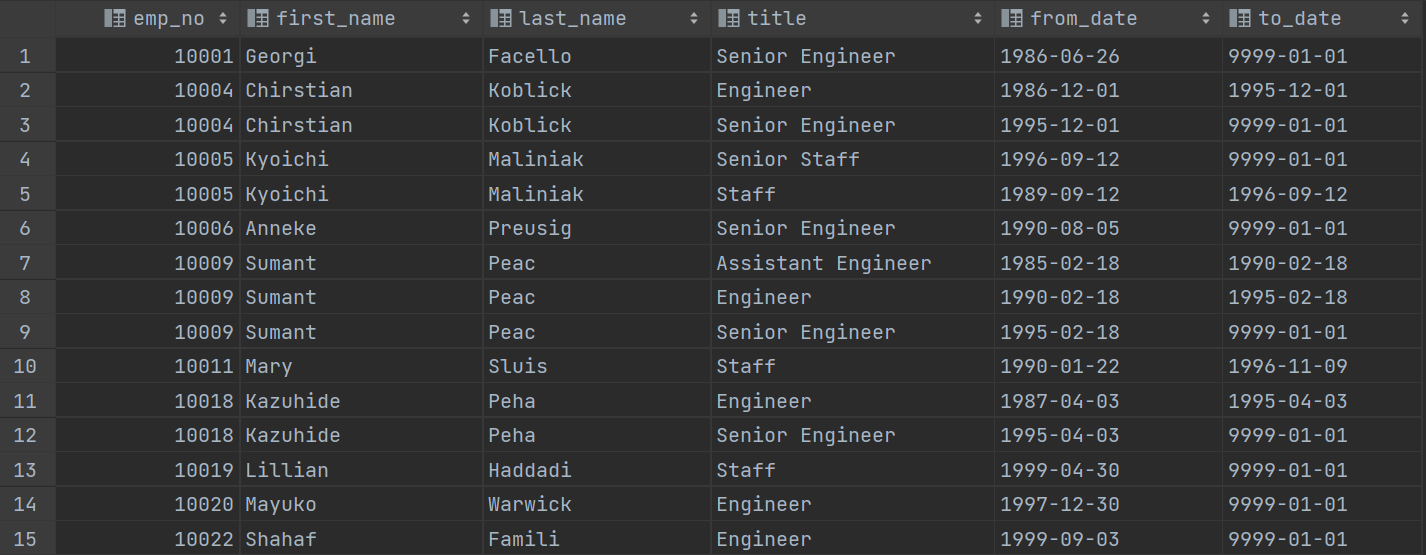 emp_no first_name last_name title from_date to_date
1 10001 Georgi Facello Senior Engineer 1986-06-26 9999-01-01
2 10004 Chirstian Koblick Engineer 1986-12-01 1995-12-01
3 10004 Chirstian Koblick Senior Engineer 1995-12-01 9999-01-01
4 10005 Kyoichi Maliniak Senior Staff 1996-09-12 9999-01-01
5 10005 Kyoichi Maliniak Staff 1989-09-12 1996-09-12
6 10006 Anneke Preusig Senior Engineer 1990-08-05 9999-01-01
7 10009 Sumant Peac Assistant Engineer 1985-02-18 1990-02-18
8 10009 Sumant Peac Engineer 1990-02-18 1995-02-18
9 10009 Sumant Peac Senior Engineer 1995-02-18 9999-01-01
10 10011 Mary Sluis Staff 1990-01-22 1996-11-09
11 10018 Kazuhide Peha Engineer 1987-04-03 1995-04-03
12 10018 Kazuhide Peha Senior Engineer 1995-04-03 9999-01-01
13 10019 Lillian Haddadi Staff 1999-04-30 9999-01-01
14 10020 Mayuko Warwick Engineer 1997-12-30 9999-01-01
15 10022 Shahaf Famili Engineer 1999-09-03 9999-01-01